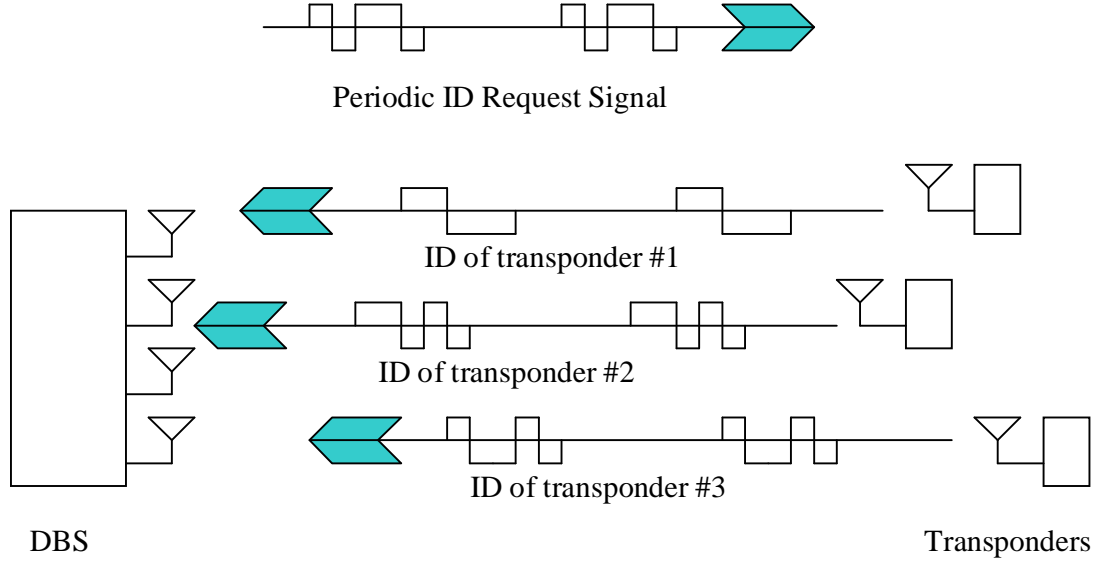 Periodic ID Request Signal
ID of transponder #1
ID of transponder #2
ID of transponder #3
DBS
Transponders